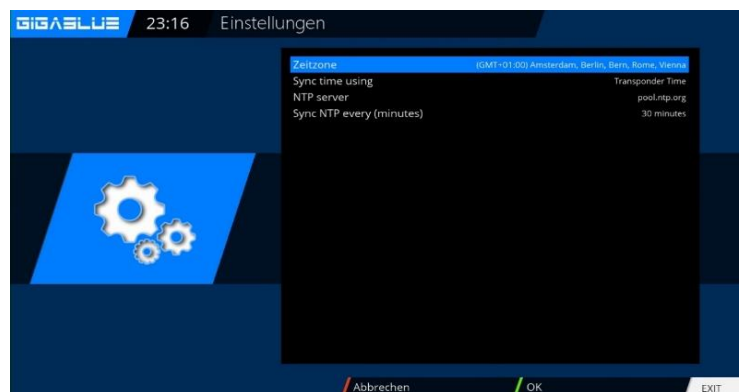 GIGABLUE 23:16 Einstellungen
Zeitzone (GMT+01:00) Amsterdam, Berlin, Bern, Rome, Vienna
Sync time using Transponder Time
NTP server pool.ntp.org
Sync NTP every (minutes) 30 minutes
Abbrechen OK EXIT